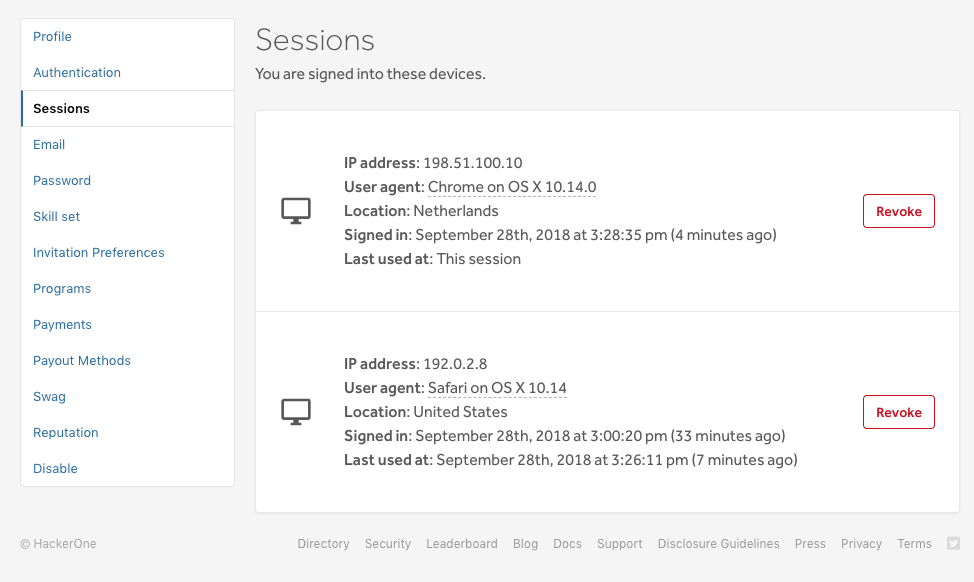 Profile
Authentication
Sessions
Email
Password
Skill set
Invitation Preferences
Programs
Payments
Payout Methods
Swag
Reputation
Disable
Sessions
You are signed into these devices.
IP address: 198.51.100.10
User agent: Chrome on OS X 10.14.0
Location: Netherlands
Signed in: September 28th, 2018 at 3:28:35 pm (4 minutes ago)
Last used at: This session
Revoke
IP address: 192.0.2.8
User agent: Safari on OS X 10.14
Location: United States
Signed in: September 28th, 2018 at 3:00:20 pm (33 minutes ago)
Last used at: September 28th, 2018 at 3:26:11 pm (7 minutes ago)
Revoke
© HackerOne
Directory Security Leaderboard Blog Docs Support Disclosure Guidelines Press Privacy Terms